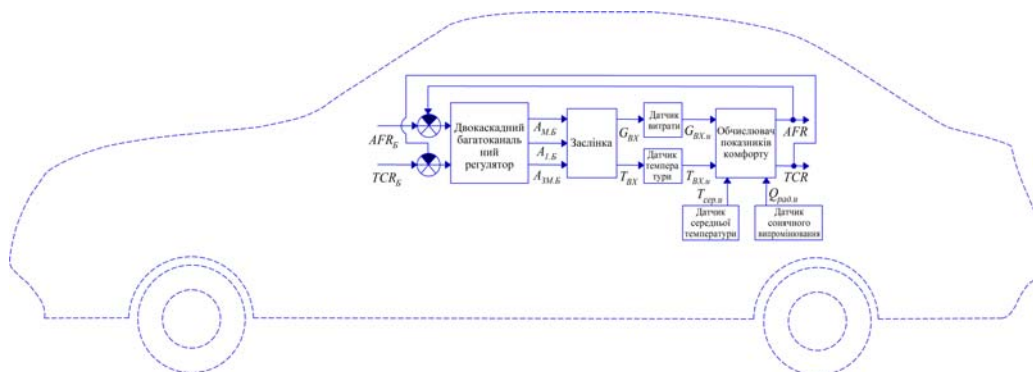 AFR_Б
TCR_Б
Двокаскадний
багатоканаль
ний
регулятор
A_М.Б
A_І.Б
A_ЗМ.Б
Заслінка
G_ВХ
T_ВХ
Датчик
витрати
Датчик
темпера
тури
G_ВХ.и
T_ВХ.и
Обчислювач
показників
комфорту
AFR
TCR
T_сер.и
Q_рад.и
Датчик
середньої
температури
Датчик
сонячного
випромінювання